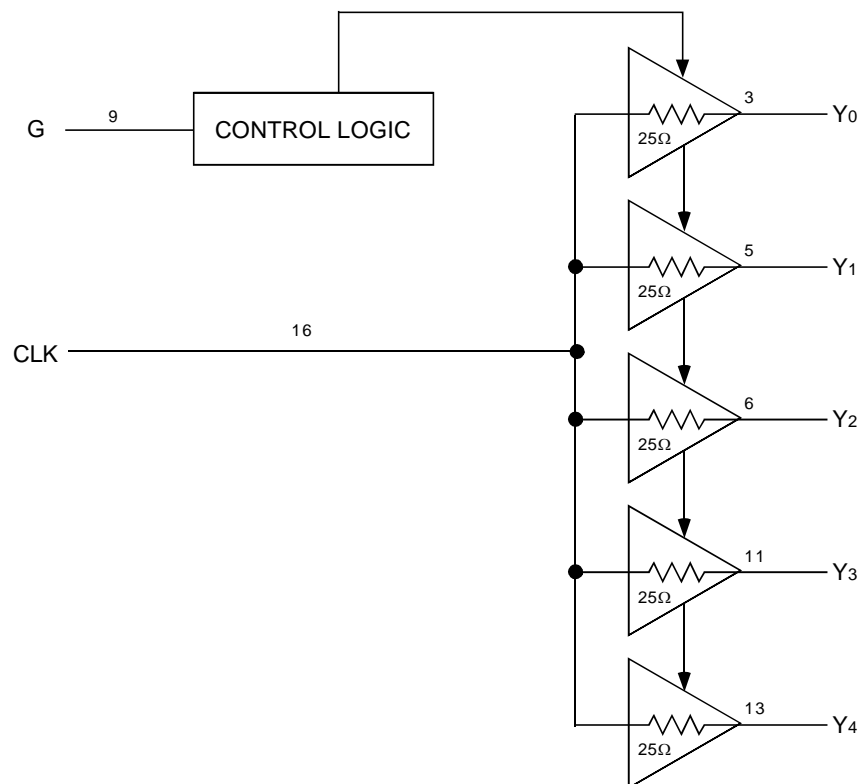 3
Y0
25Ω
G
9
CONTROL LOGIC
5
Y1
25Ω
16
CLK
6
Y2
25Ω
11
Y3
25Ω
13
Y4
25Ω